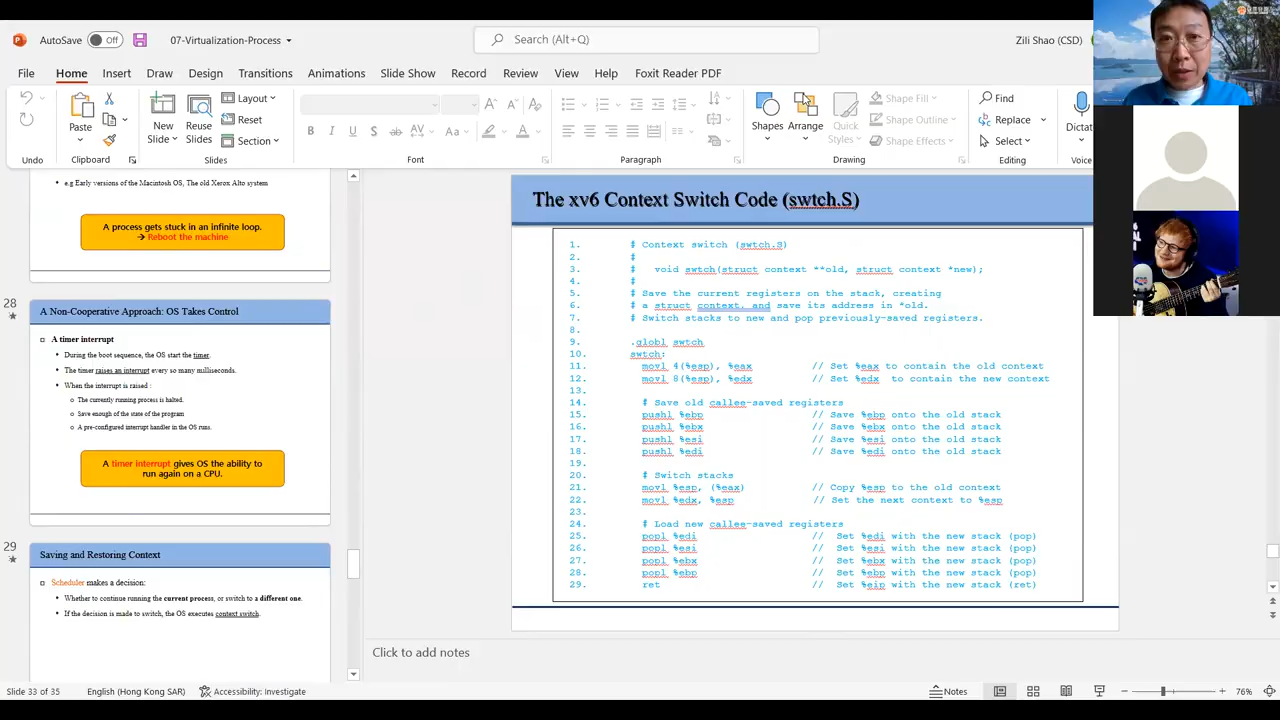 AutoSave
Off
07-Virtualization-Process
Search (Alt+Q)
Zili Shao (CSD)
File Home Insert Draw Design Transitions Animations Slide Show Record Review View Help Foxit Reader PDF
Paste
New Slide
Reuse Slides
Layout
Reset
Section
Shapes
Arrange
Quick Styles
Shape Fill
Shape Outline
Shape Effects
Find
Replace
Select
Dictat
Undo Clipboard Slides Font Paragraph Drawing Editing Voice
• e.g Early versions of the Macintosh OS, The old Xerox Alto system
A process gets stuck in an infinite loop.
→ Reboot the machine
28
A Non-Cooperative Approach: OS Takes Control
A timer interrupt
• During the boot sequence, the OS start the timer.
• The timer raises an interrupt every so many milliseconds.
• When the interrupt is raised :
o The currently running process is halted.
o Save enough of the state of the program
o A pre-configured interrupt handler in the OS runs.
A timer interrupt gives OS the ability to
run again on a CPU.
29
Saving and Restoring Context
Scheduler makes a decision:
• Whether to continue running the current process, or switch to a different one.
• If the decision is made to switch, the OS executes context switch.
The xv6 Context Switch Code (swtch.S)
1. # Context switch (swtch.S)
2. #
3. # void swtch(struct context **old, struct context *new);
4. #
5. # Save the current registers on the stack, creating
6. # a struct context, and save its address in *old.
7. # Switch stacks to new and pop previously-saved registers.
8.
9. .globl swtch
10. swtch:
11. movl 4(%esp), %eax // Set %eax to contain the old context
12. movl 8(%esp), %edx // Set %edx to contain the new context
13.
14. # Save old callee-saved registers
15. pushl %ebp // Save %ebp onto the old stack
16. pushl %ebx // Save %ebx onto the old stack
17. pushl %esi // Save %esi onto the old stack
18. pushl %edi // Save %edi onto the old stack
19.
20. # Switch stacks
21. movl %esp, (%eax) // Copy %esp to the old context
22. movl %edx, %esp // Set the next context to %esp
23.
24. # Load new callee-saved registers
25. popl %edi // Set %edi with the new stack (pop)
26. popl %esi // Set %esi with the new stack (pop)
27. popl %ebx // Set %ebx with the new stack (pop)
28. popl %ebp // Set %ebp with the new stack (pop)
29. ret // Set %eip with the new stack (ret)
Click to add notes
Slide 33 of 35 English (Hong Kong SAR) Accessibility: Investigate Notes 76%